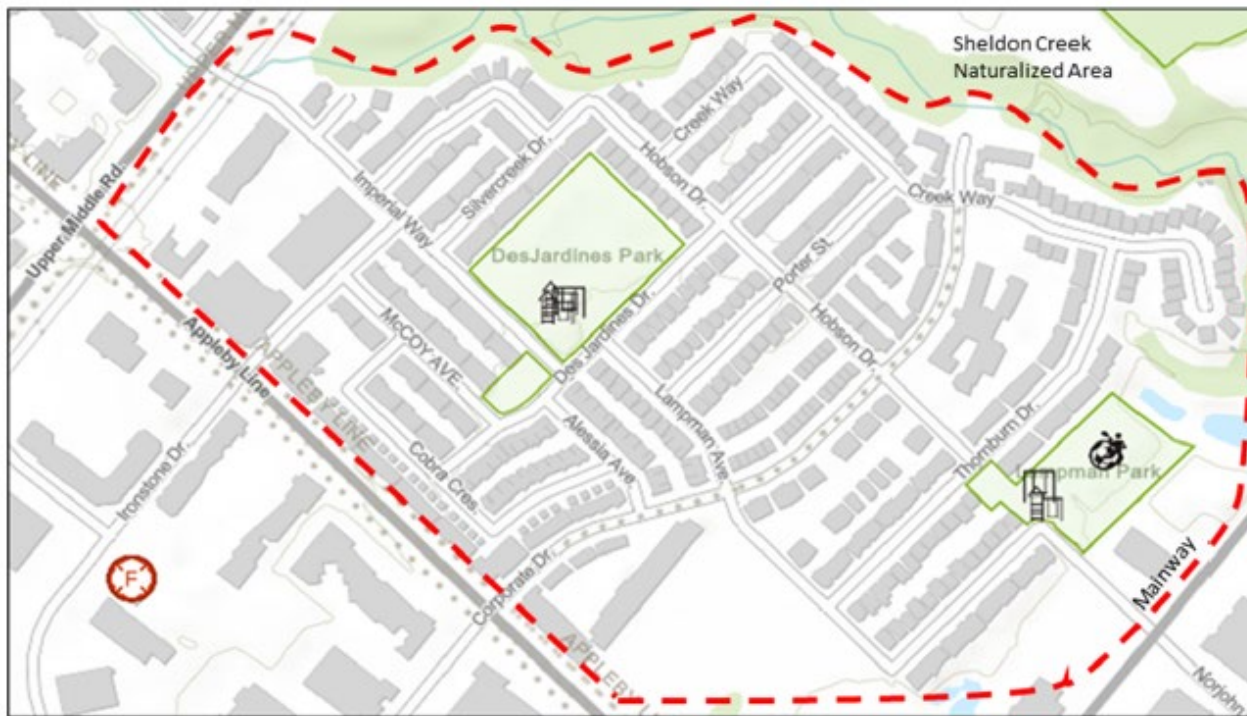 Sheldon Creek
Naturalized Area
Creek Way
Hobson Dr.
Silvercreek Dr.
Imperial Way
Creek Way
Upper Middle Rd.
DesJardines Park
Porter St.
Des Jardines Dr.
Hobson Dr.
McCOY AVE
Appleby Line
APPLEBY LINE
Lampman Ave.
Alessia Ave
Thornburn Dr.
Cobra Cres.
Park
Ironstone Dr.
F
Corporate Dr.
Mainway
Norjohn